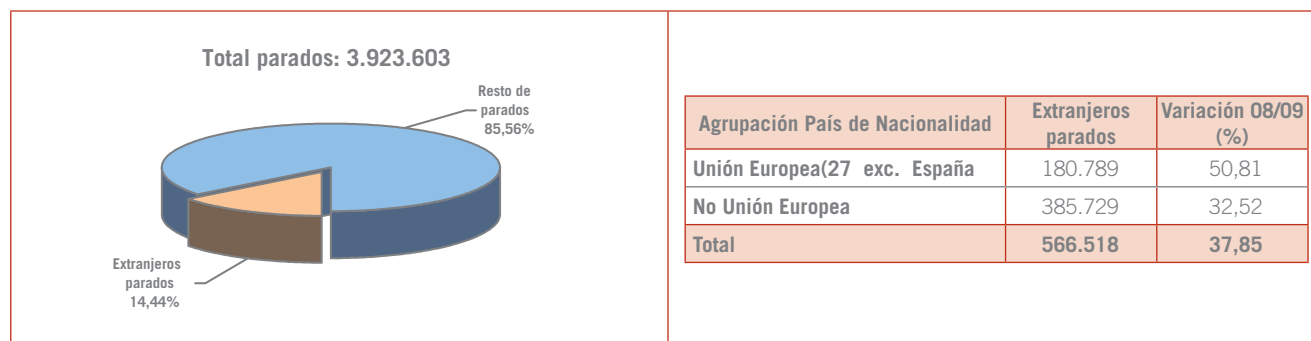 Total parados: 3.923.603
Resto de
parados
85,56%
Extranjeros
parados
14,44%
Agrupación País de Nacionalidad Extranjeros parados Variación 08/09 (%)
Unión Europea(27 exc. España 180.789 50,81
No Unión Europea 385.729 32,52
Total 566.518 37,85